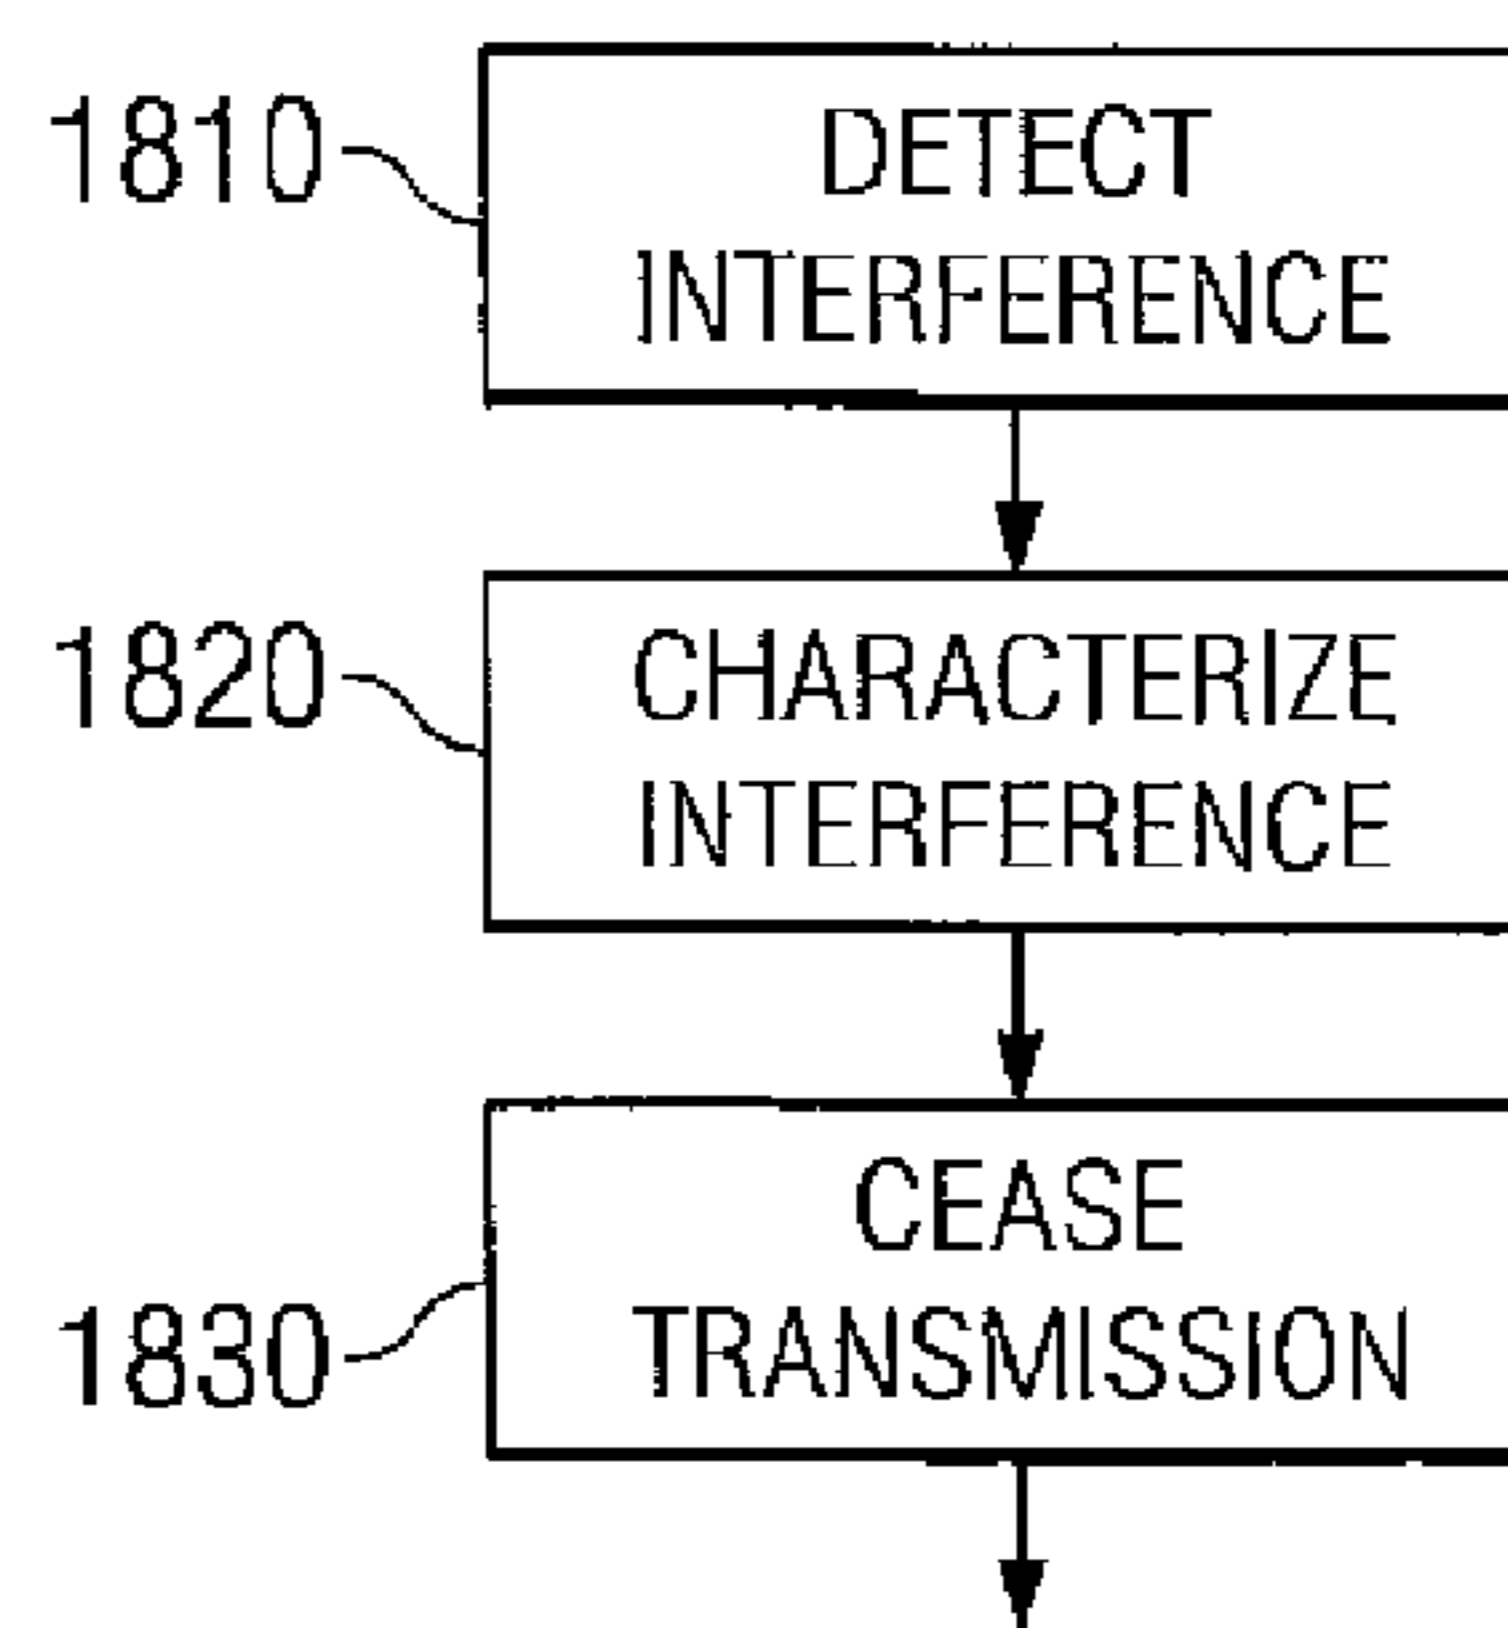 1810
DETECT
INTERFERENCE
1820
CHARACTERIZE
INTERFERENCE
1830
CEASE
TRANSMISSION